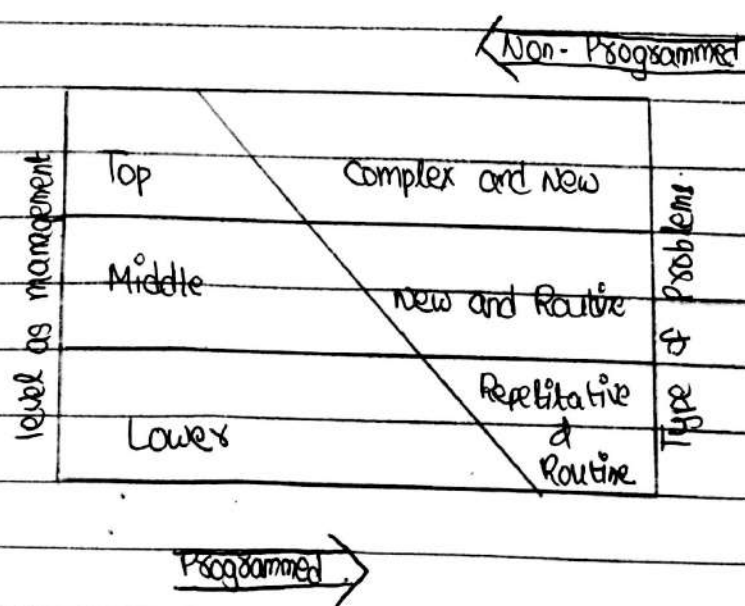 Non- Programmed
level as management
Top
Complex and New
Type of Problems
Middle
New and Routine
Repetitative
&
Routine
Lower
Programmed